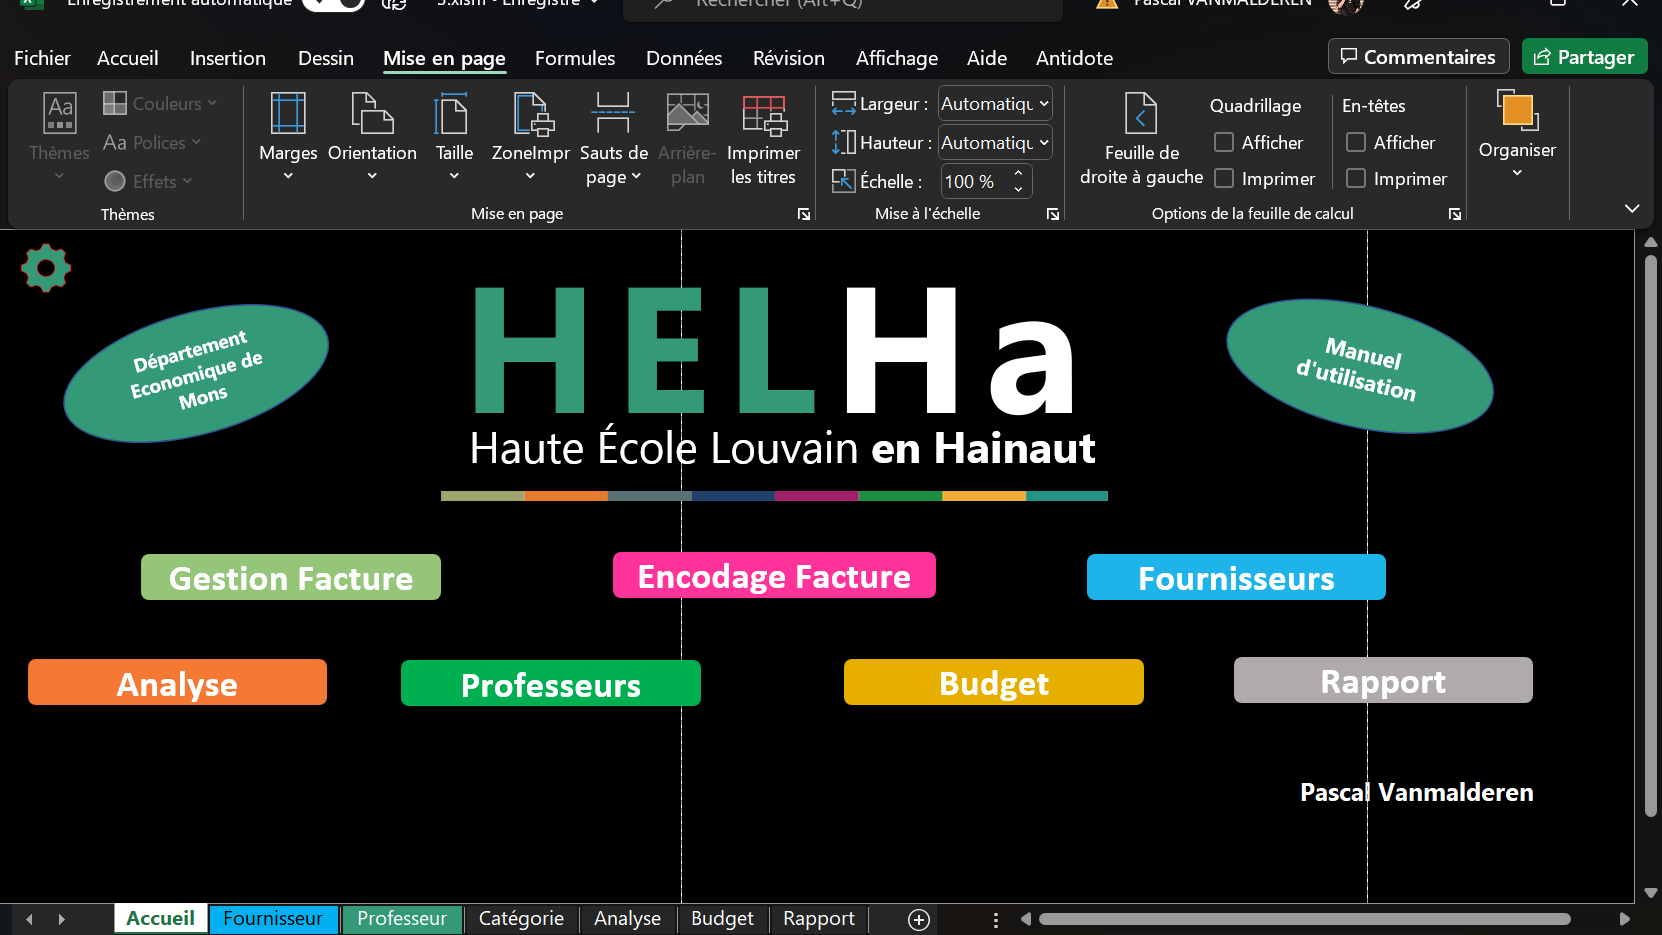 Enregistrement automatique
5.xlsm • Enregistré
Rechercher (Alt+Q)
Pascal VANMALDEREN
Fichier Accueil Insertion Dessin Mise en page Formules Données Révision Affichage Aide Antidote
Commentaires Partager
Aa Thèmes
Couleurs
Aa Polices
Effets
Thèmes
Marges Orientation Taille ZoneImpr Sauts de page Arrière-plan Imprimer les titres
Mise en page
Largeur : Automatiqu
Hauteur : Automatiqu
Échelle : 100 %
Mise à l'échelle
Feuille de droite à gauche
Quadrillage
Afficher
Imprimer
En-têtes
Afficher
Imprimer
Options de la feuille de calcul
Organiser
Département
Economique de
Mons
HELHa
Haute École Louvain en Hainaut
Manuel
d'utilisation
Gestion Facture
Encodage Facture
Fournisseurs
Analyse
Professeurs
Budget
Rapport
Pascal Vanmalderen
Accueil Fournisseur Professeur Catégorie Analyse Budget Rapport